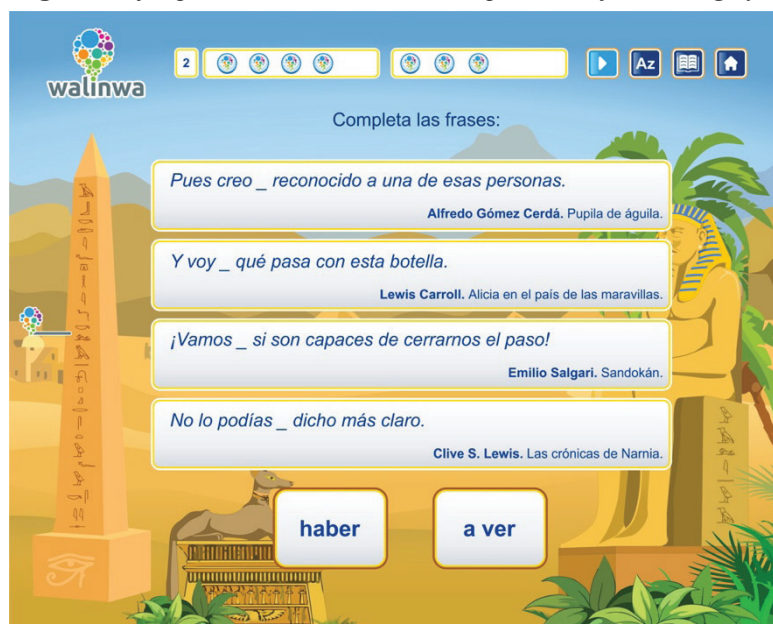 walinwa
2
Az
Completa las frases:
Pues creo _ reconocido a una de esas personas.
Alfredo Gómez Cerdá. Pupila de águila.
Y voy _ qué pasa con esta botella.
Lewis Carroll. Alicia en el país de las maravillas.
¡Vamos _ si son capaces de cerrarnos el paso!
Emilio Salgari. Sandokán.
No lo podías _ dicho más claro.
Clive S. Lewis. Las crónicas de Narnia.
haber
a ver